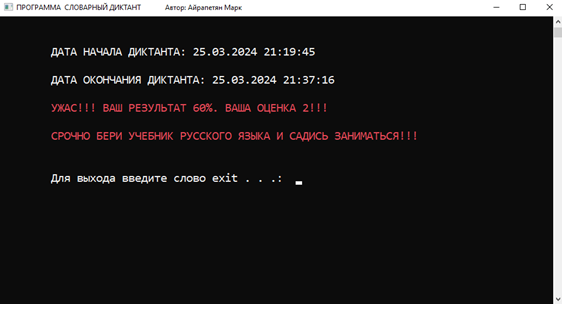 ПРОГРАММА СЛОВАРНЫЙ ДИКТАНТ Автор: Айрапетян Марк
ДАТА НАЧАЛА ДИКТАНТА: 25.03.2024 21:19:45
ДАТА ОКОНЧАНИЯ ДИКТАНТА: 25.03.2024 21:37:16
УЖАС!!! ВАШ РЕЗУЛЬТАТ 60%. ВАША ОЦЕНКА 2!!!
СРОЧНО БЕРИ УЧЕБНИК РУССКОГО ЯЗЫКА И САДИСЬ ЗАНИМАТЬСЯ!!!
Для выхода введите слово exit . . .: